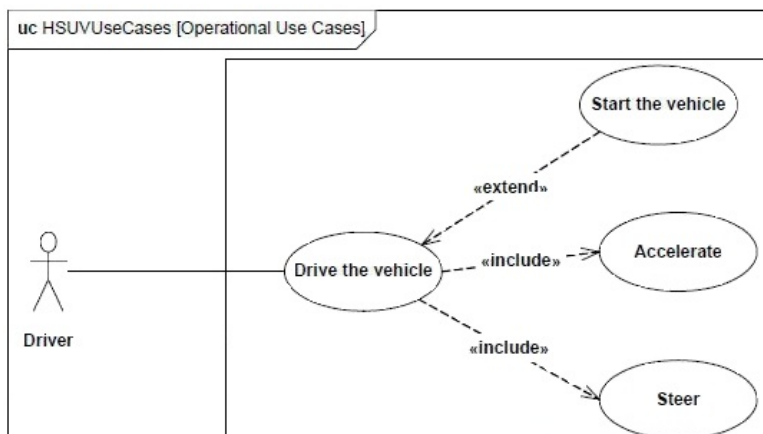 uc HSUVUseCases [Operational Use Cases]
Start the vehicle
«extend»
Drive the vehicle
«include»
Accelerate
Driver
«include»
Steer